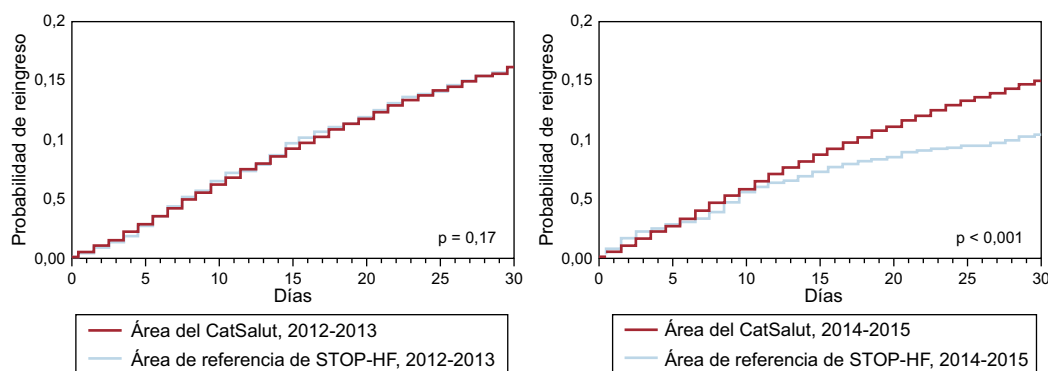 Probabilidad de reingreso
0,2
0,15
0,1
0,5
0,00
p = 0,17
0 5 10 15 20 25 30
Días
Área del CatSalut, 2012-2013
Área de referencia de STOP-HF, 2012-2013
Probabilidad de reingreso
0,2
0,15
0,1
0,5
0,00
p < 0,001
0 5 10 15 20 25 30
Días
Área del CatSalut, 2014-2015
Área de referencia de STOP-HF, 2014-2015